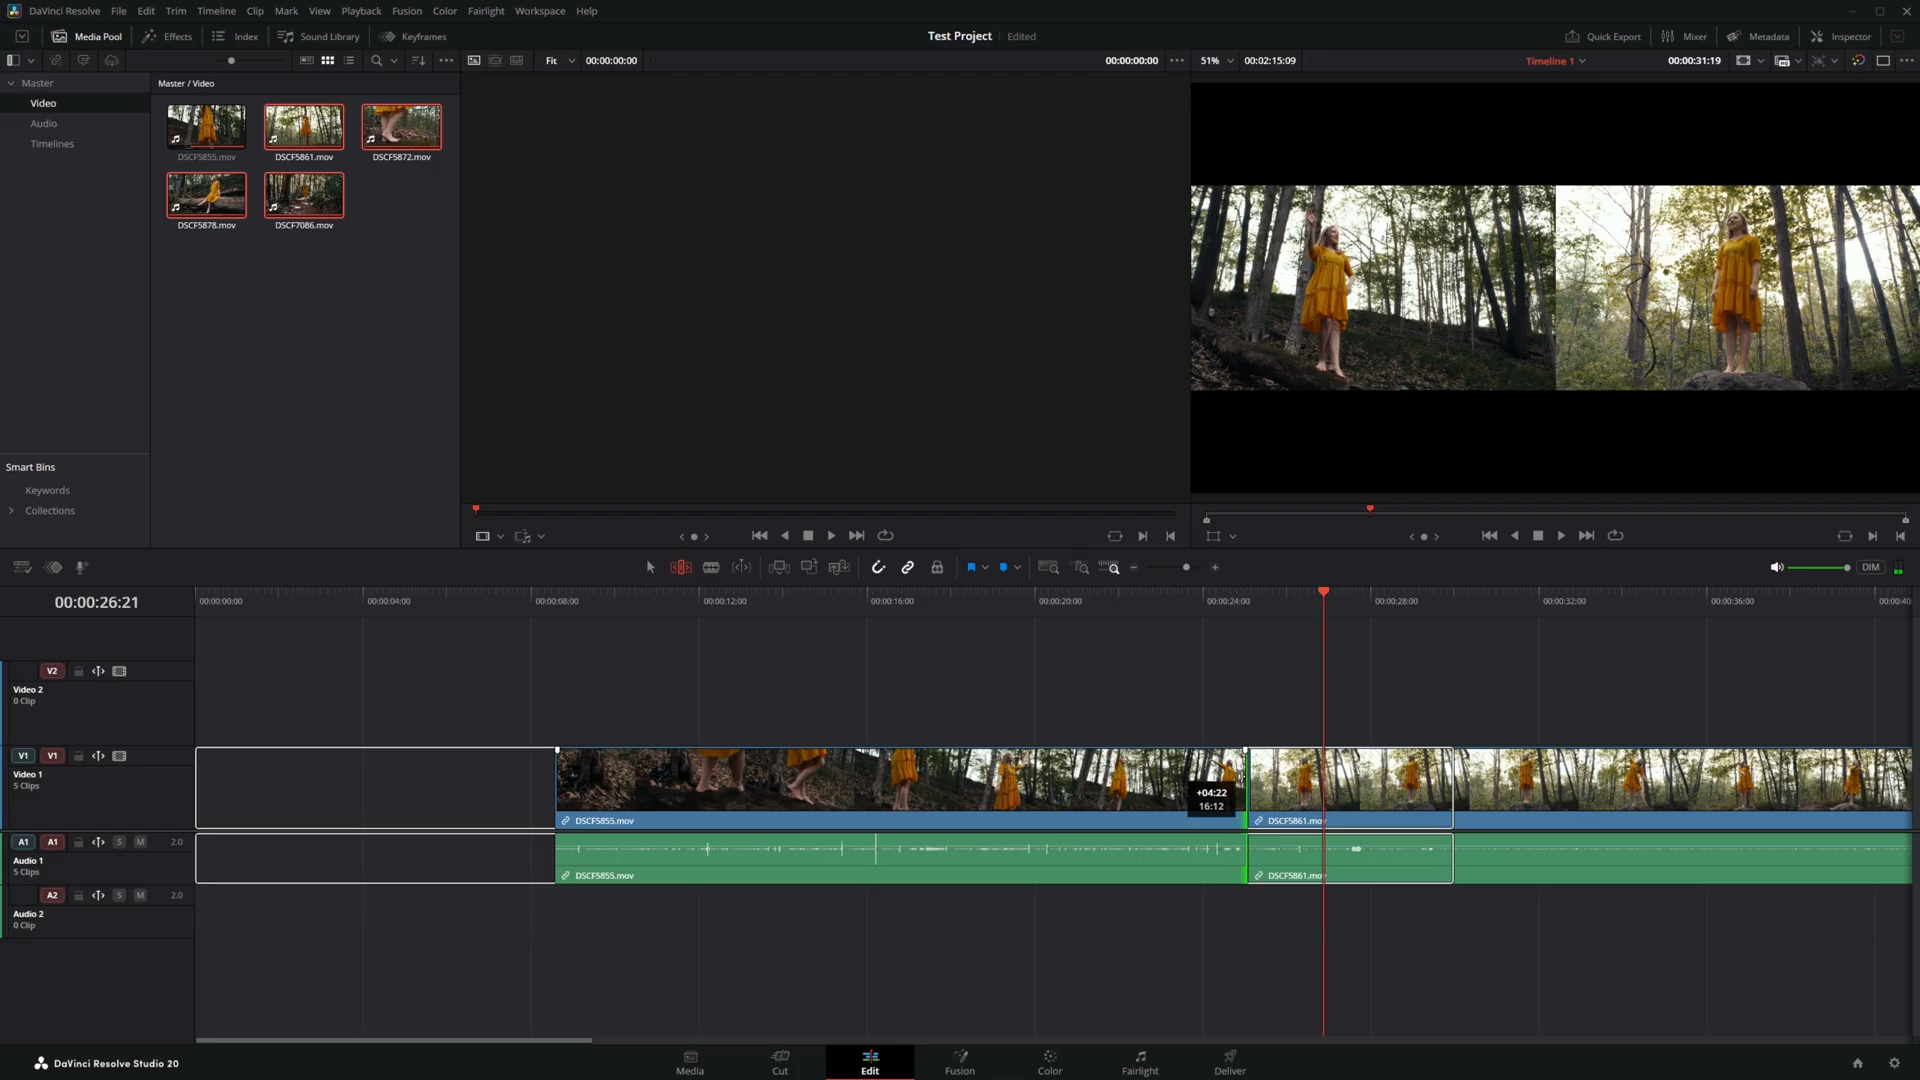 DaVinci Resolve File Edit Trim Timeline Clip Mark View Playback Fusion Color Fairlight Workspace Help
Media Pool Effects Index Sound Library Keyframes Test Project Edited Quick Export Mixer Metadata Inspector
Fit 00:00:00:00 00:00:00:00 51% 00:02:15:09 Timeline 1 00:00:31:19
Master Master / Video
Video
Audio
Timelines
DSCF5855.mov DSCF5861.mov DSCF5872.mov
DSCF5878.mov DSCF7086.mov
Smart Bins
Keywords
Collections
DIM
00:00:26:21 00:00:00:00 00:00:04:00 00:00:08:00 00:00:12:00 00:00:16:00 00:00:20:00 00:00:24:00 00:00:28:00 00:00:32:00 00:00:36:00 00:00:40
V2
Video 2
0 Clip
V1 V1
Video 1
5 Clips
+04:22
16:12
DSCF5855.mov DSCF5861.mov
A1 A1 S M 2.0
Audio 1
5 Clips
DSCF5855.mov DSCF5861.mov
A2 S M 2.0
Audio 2
0 Clip
DaVinci Resolve Studio 20 Media Cut Edit Fusion Color Fairlight Deliver